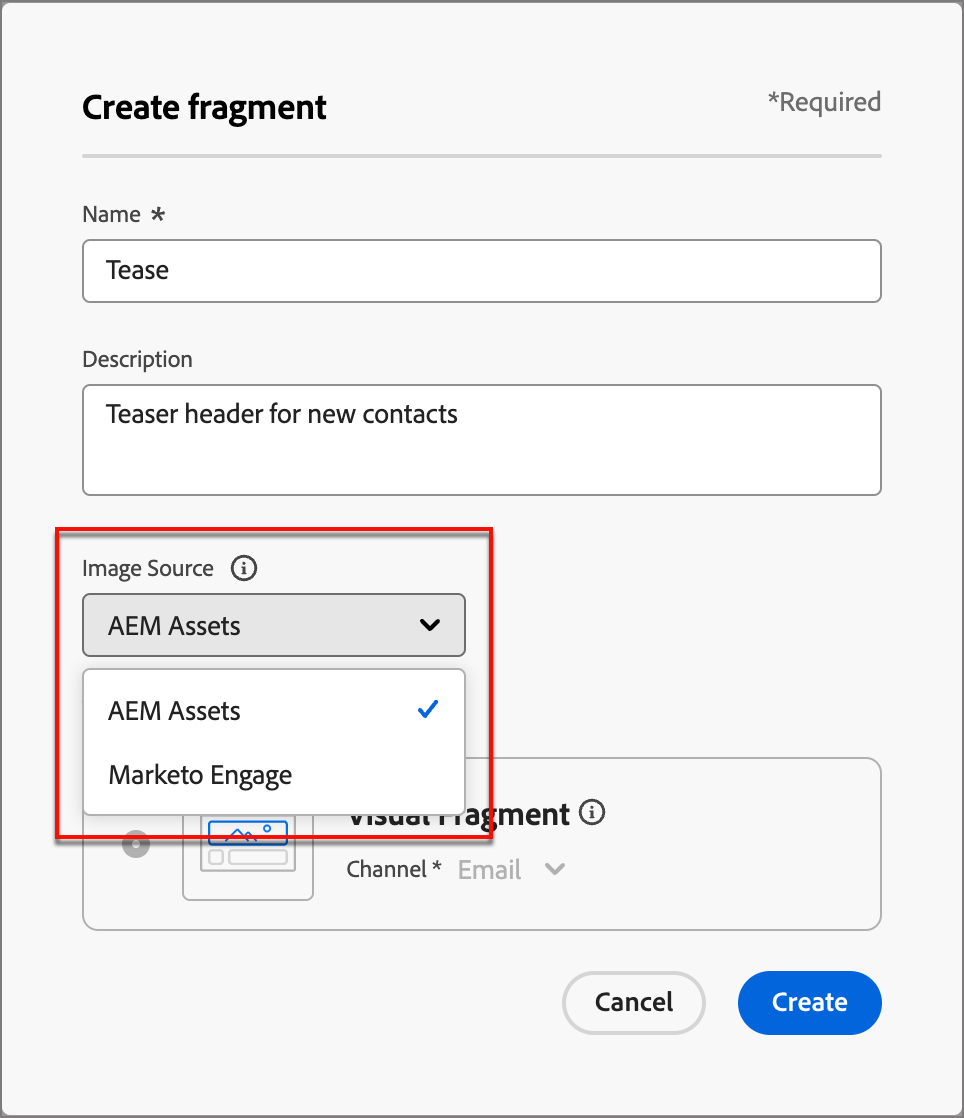 Create fragment
*Required
Name *
Tease
Description
Teaser header for new contacts
Image Source
AEM Assets
AEM Assets
Marketo Engage
Visual Fragment
Channel * Email
Cancel
Create